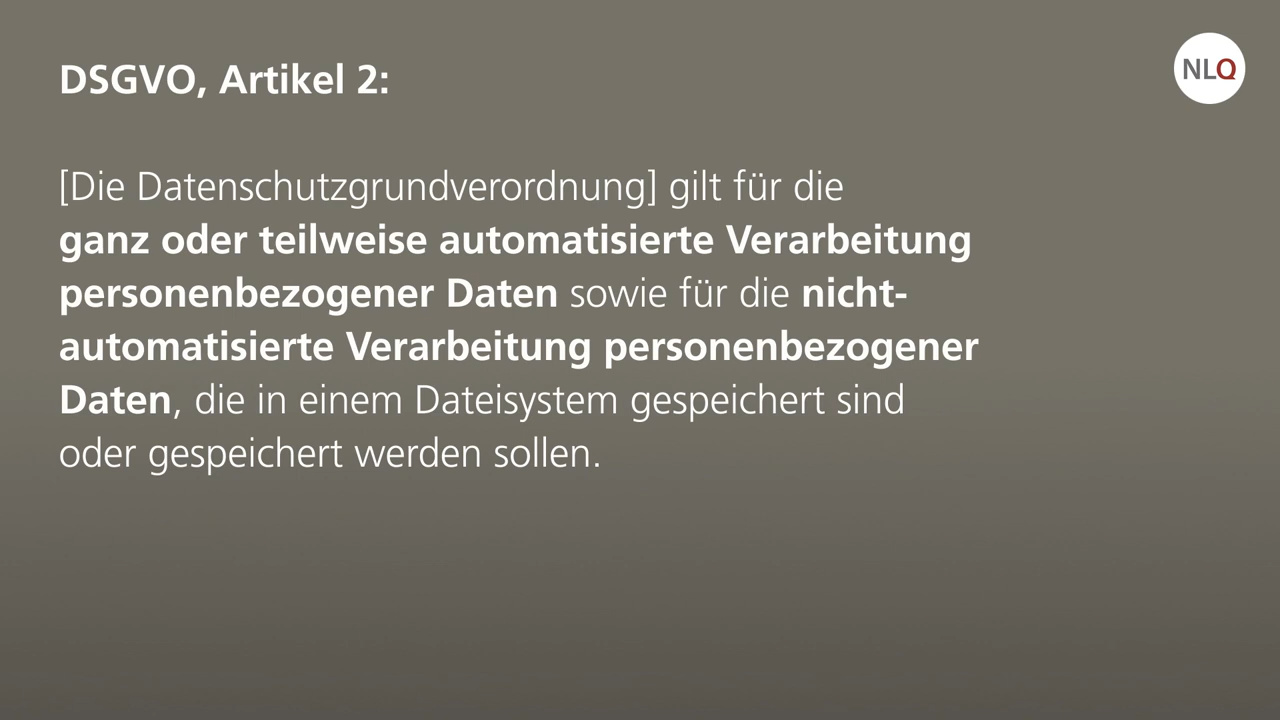 DSGVO, Artikel 2:
NLQ
[Die Datenschutzgrundverordnung] gilt für die
ganz oder teilweise automatisierte Verarbeitung
personenbezogener Daten sowie für die nicht-
automatisierte Verarbeitung personenbezogener
Daten, die in einem Dateisystem gespeichert sind
oder gespeichert werden sollen.